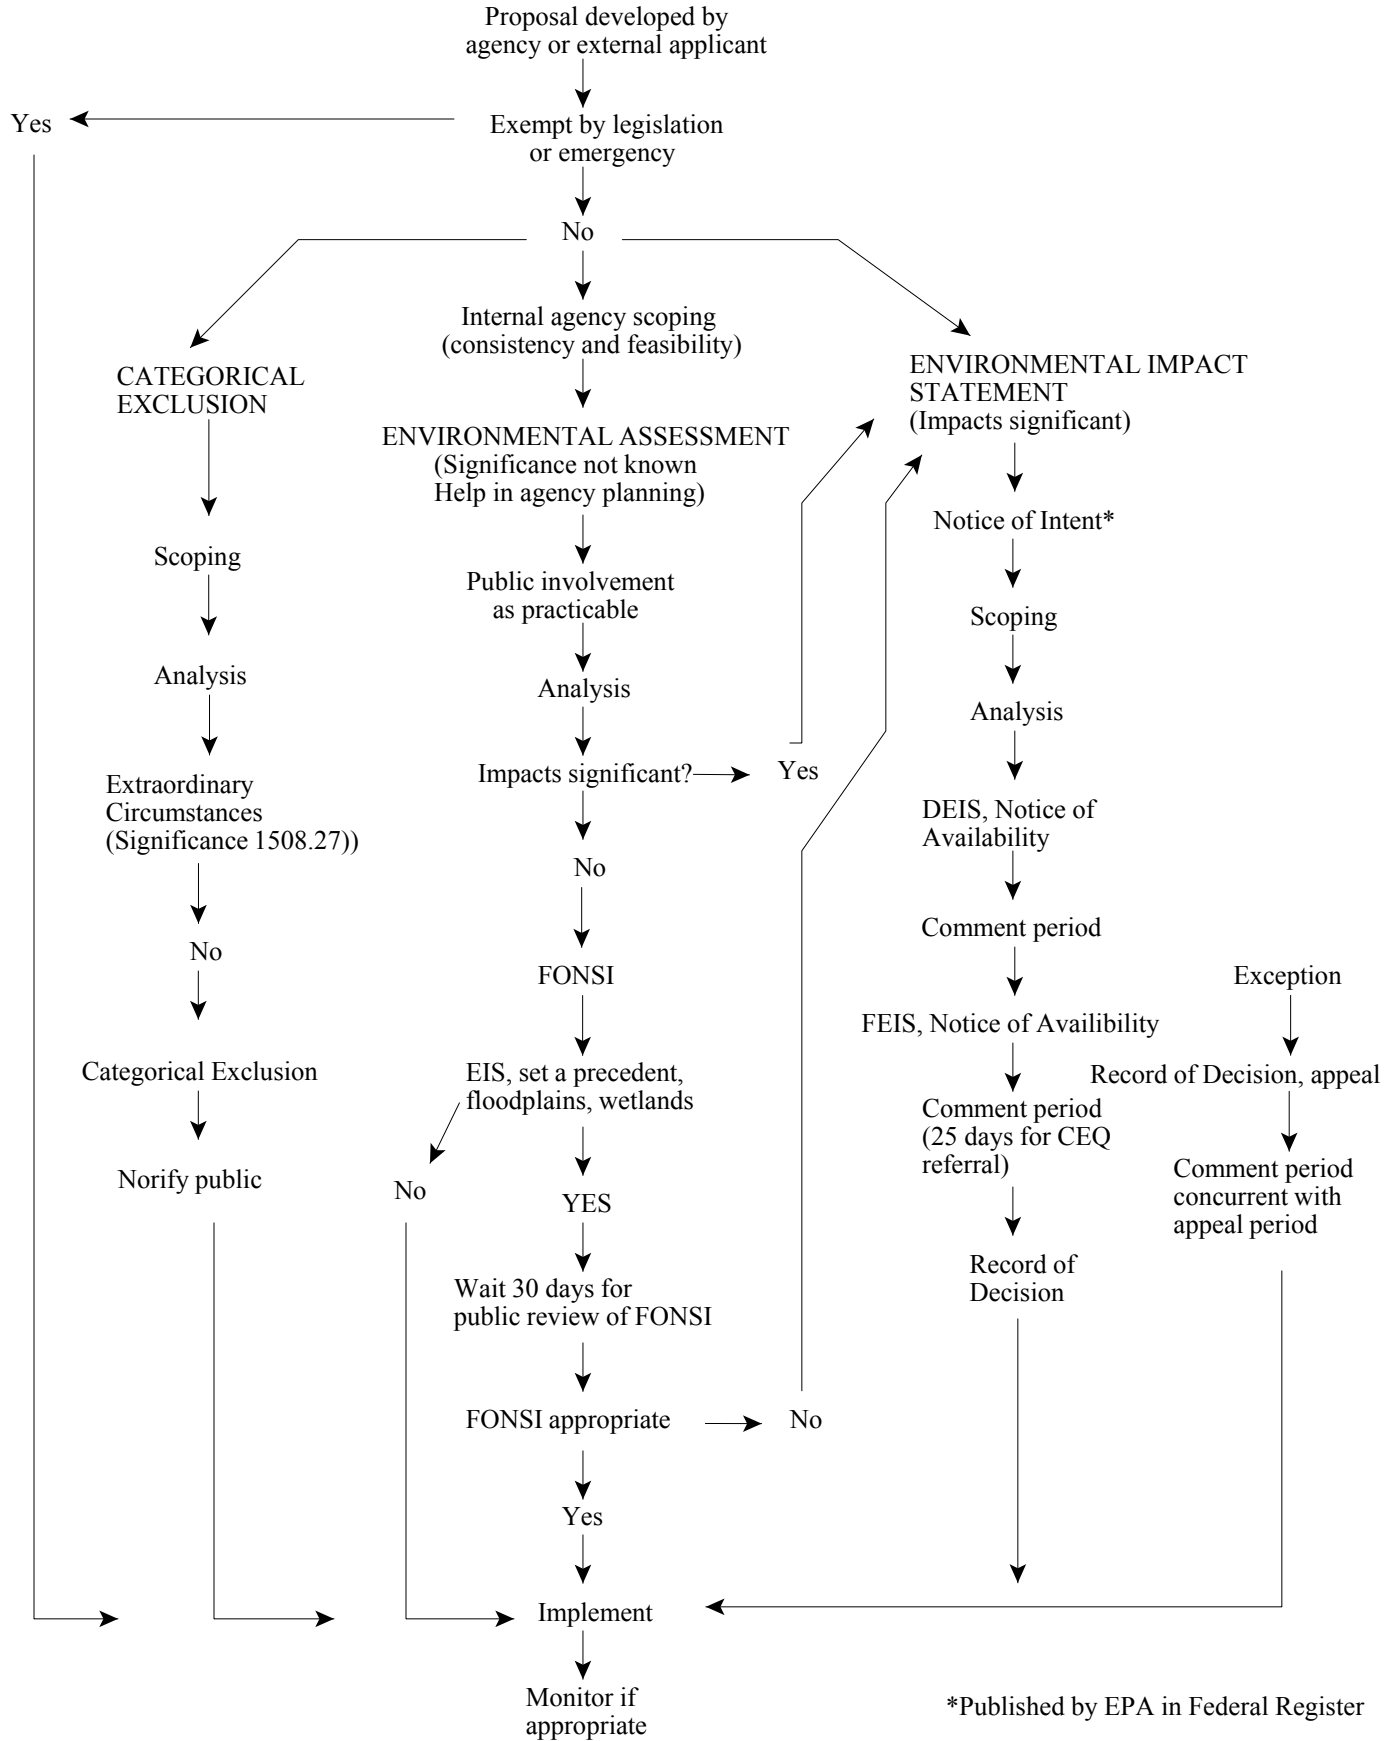 Proposal developed by
agency or external applicant
Yes
Exempt by legislation
or emergency
No
CATEGORICAL
EXCLUSION
Scoping
Analysis
Extraordinary
Circumstances
(Significance 1508.27))
No
Categorical Exclusion
Norify public
Internal agency scoping
(consistency and feasibility)
ENVIRONMENTAL ASSESSMENT
(Significance not known
Help in agency planning)
Public involvement
as practicable
Analysis
Impacts significant?
Yes
No
FONSI
EIS, set a precedent,
floodplains, wetlands
No
YES
Wait 30 days for
public review of FONSI
FONSI appropriate
No
Yes
Implement
Monitor if
appropriate
ENVIRONMENTAL IMPACT
STATEMENT
(Impacts significant)
Notice of Intent*
Scoping
Analysis
DEIS, Notice of
Availability
Comment period
FEIS, Notice of Availibility
Comment period
(25 days for CEQ
referral)
Record of
Decision
Exception
Record of Decision, appeal
Comment period
concurrent with
appeal period
*Published by EPA in Federal Register